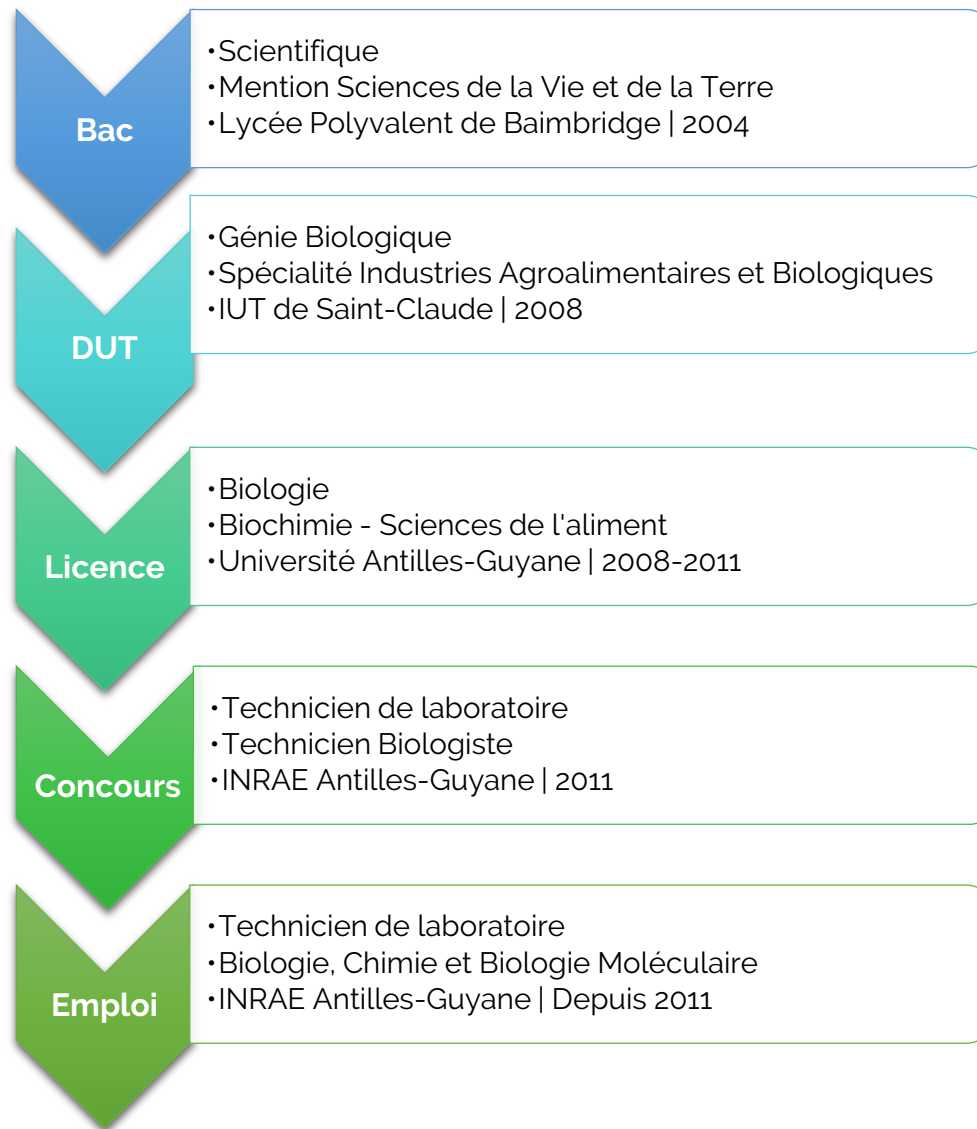 Bac
•Scientifique
•Mention Sciences de la Vie et de la Terre
•Lycée Polyvalent de Baimbridge | 2004
DUT
•Génie Biologique
•Spécialité Industries Agroalimentaires et Biologiques
•IUT de Saint-Claude | 2008
Licence
•Biologie
•Biochimie - Sciences de l'aliment
•Université Antilles-Guyane | 2008-2011
Concours
•Technicien de laboratoire
•Technicien Biologiste
•INRAE Antilles-Guyane | 2011
Emploi
•Technicien de laboratoire
•Biologie, Chimie et Biologie Moléculaire
•INRAE Antilles-Guyane | Depuis 2011